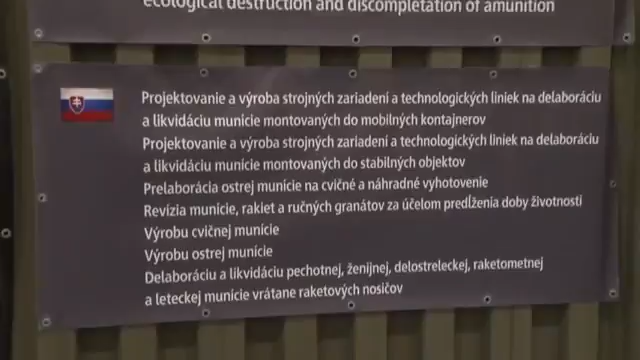 ecological destruction and discompletation of amunition
Projektovanie a výroba strojných zariadení a technologických liniek na delaboráciu
a likvidáciu munície montovaných do mobilných kontajnerov
Projektovanie a výroba strojných zariadení a technologických liniek na delaboráciu
a likvidáciu munície montovaných do stabilných objektov
Prelaborácia ostrej munície na cvičné a náhradné vyhotovenie
Revízia munície, rakiet a ručných granátov za účelom predĺženia doby životnosti
Výrobu cvičnej munície
Výrobu ostrej munície
Delaboráciu a likvidáciu pechotnej, ženijnej, delostreleckej, raketometnej
a leteckej munície vrátane raketových nosičov